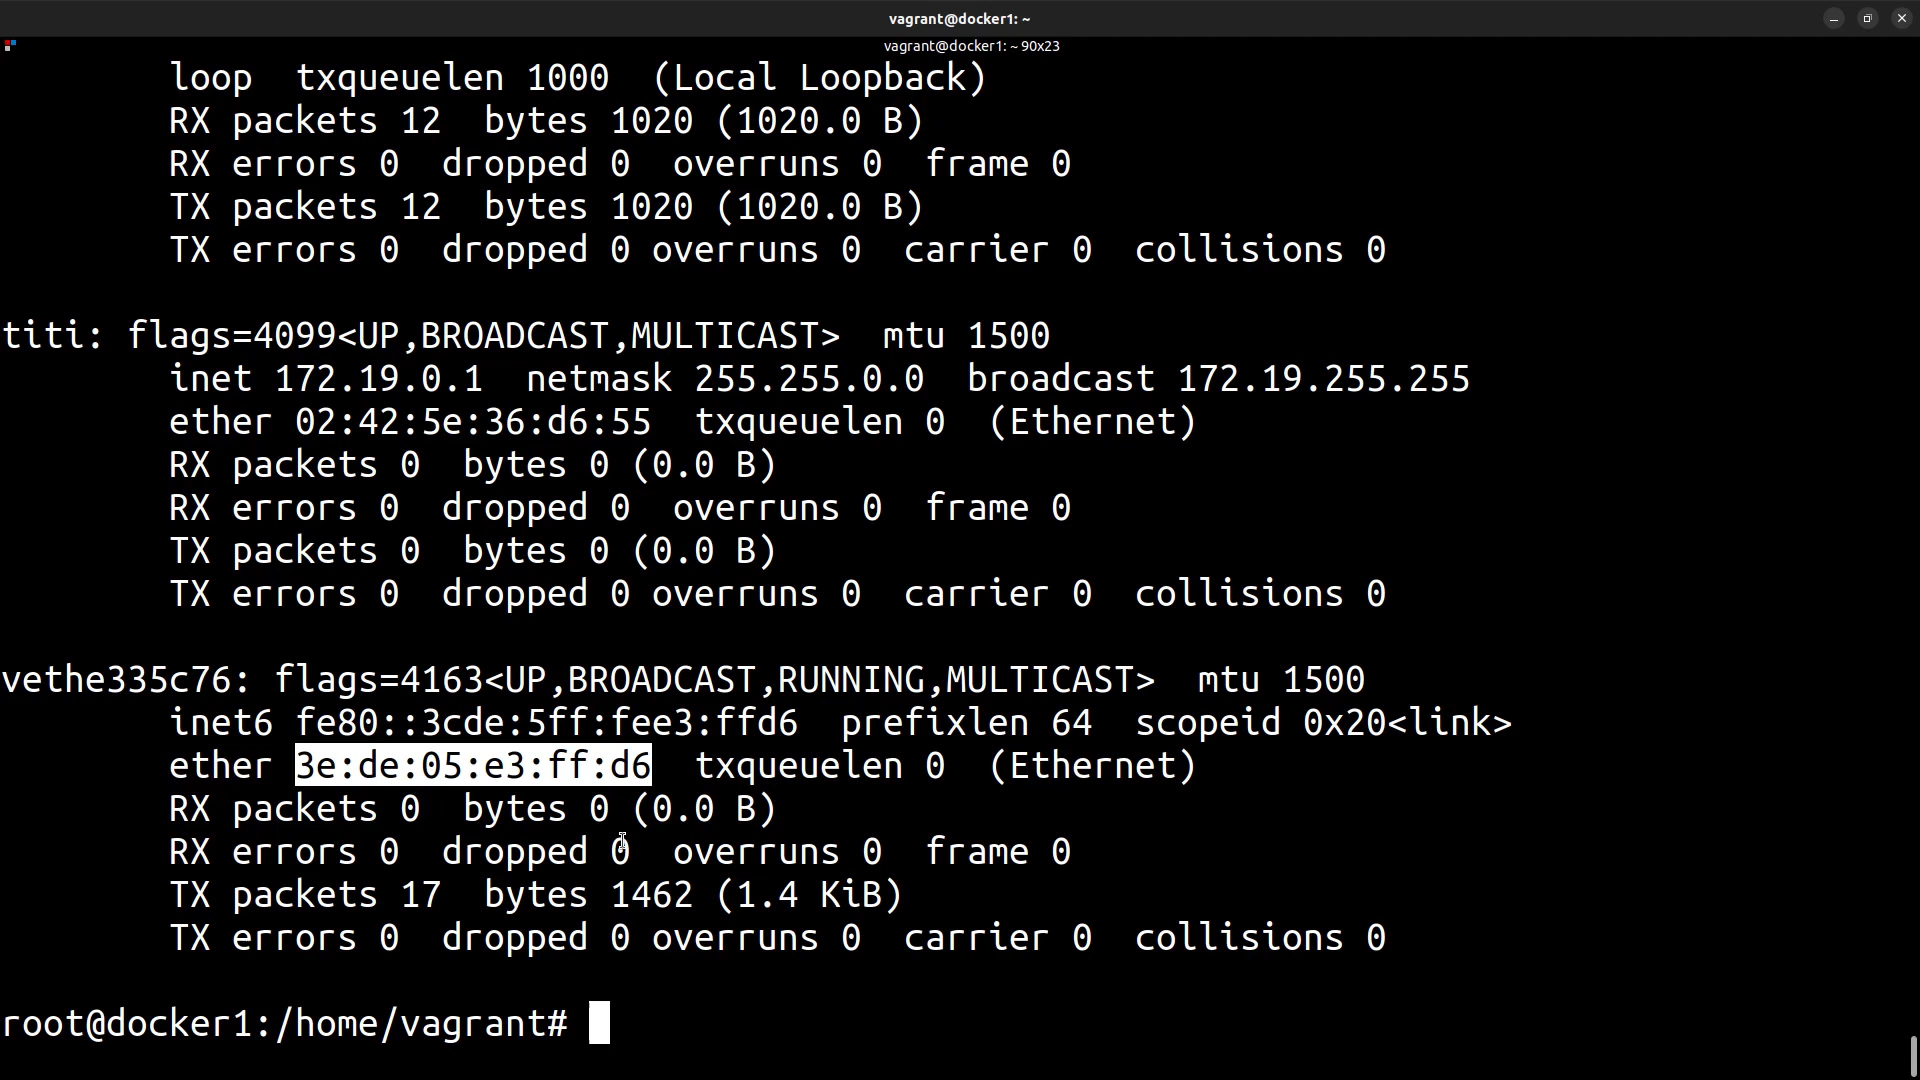 vagrant@docker1: ~
vagrant@docker1: ~ 90x23
loop  txqueuelen 1000  (Local Loopback)
RX packets 12  bytes 1020 (1020.0 B)
RX errors 0  dropped 0  overruns 0  frame 0
TX packets 12  bytes 1020 (1020.0 B)
TX errors 0  dropped 0 overruns 0  carrier 0  collisions 0
titi: flags=4099<UP,BROADCAST,MULTICAST>  mtu 1500
inet 172.19.0.1  netmask 255.255.0.0  broadcast 172.19.255.255
ether 02:42:5e:36:d6:55  txqueuelen 0  (Ethernet)
RX packets 0  bytes 0 (0.0 B)
RX errors 0  dropped 0  overruns 0  frame 0
TX packets 0  bytes 0 (0.0 B)
TX errors 0  dropped 0 overruns 0  carrier 0  collisions 0
vethe335c76: flags=4163<UP,BROADCAST,RUNNING,MULTICAST>  mtu 1500
inet6 fe80::3cde:5ff:fee3:ffd6  prefixlen 64  scopeid 0x20<link>
ether 3e:de:05:e3:ff:d6  txqueuelen 0  (Ethernet)
RX packets 0  bytes 0 (0.0 B)
RX errors 0  dropped 0  overruns 0  frame 0
TX packets 17  bytes 1462 (1.4 KiB)
TX errors 0  dropped 0 overruns 0  carrier 0  collisions 0
root@docker1:/home/vagrant#